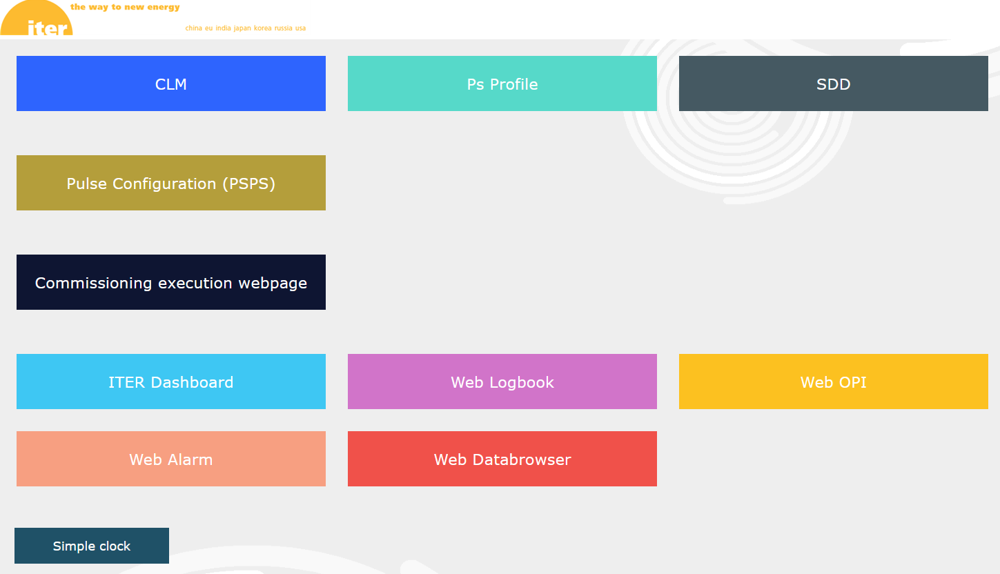 the way to new energy
iter
china eu india japan korea russia usa
CLM
Ps Profile
SDD
Pulse Configuration (PSPS)
Commissioning execution webpage
ITER Dashboard
Web Logbook
Web OPI
Web Alarm
Web Databrowser
Simple clock